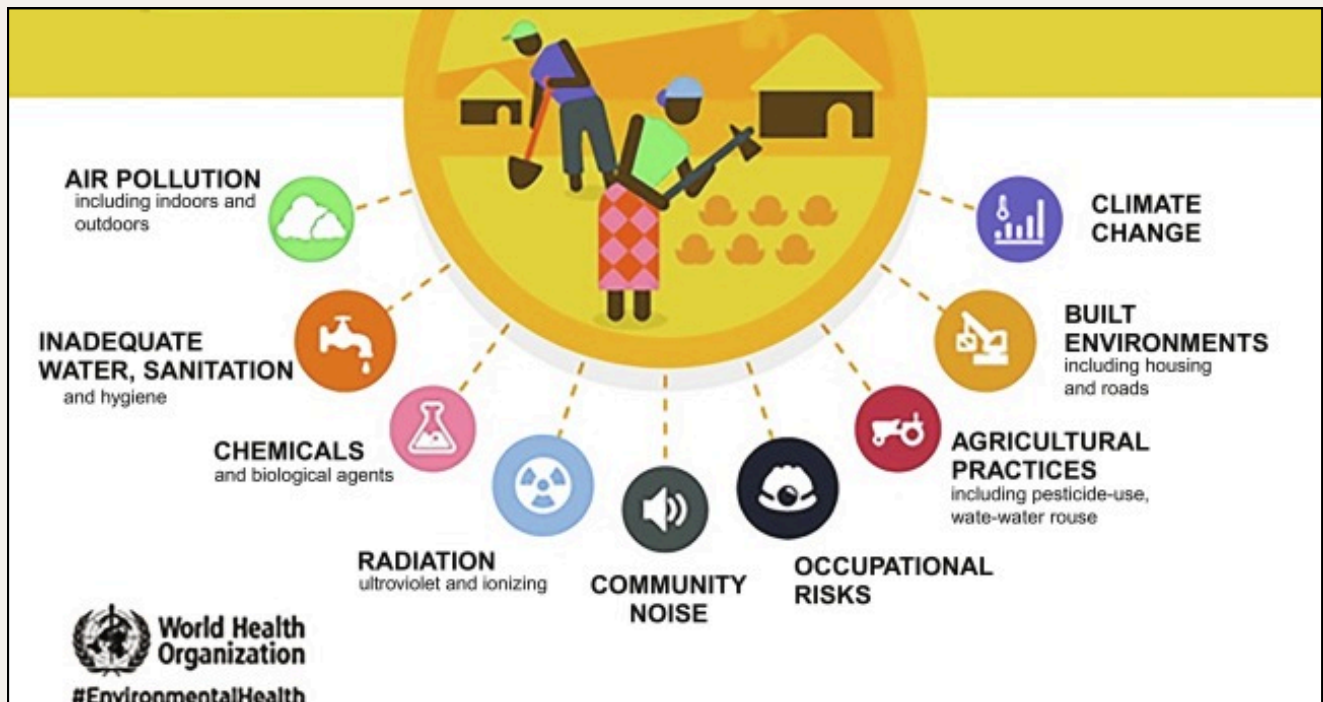 AIR POLLUTION
including indoors and
outdoors
INADEQUATE
WATER, SANITATION
and hygiene
CHEMICALS
and biological agents
RADIATION
ultroviolet and ionizing
COMMUNITY
NOISE
OCCUPATIONAL
RISKS
AGRICULTURAL
PRACTICES
including pesticide-use,
wate-water rouse
BUILT
ENVIRONMENTS
including housing
and roads
CLIMATE
CHANGE
World Health
Organization
#EnvironmentalHealth